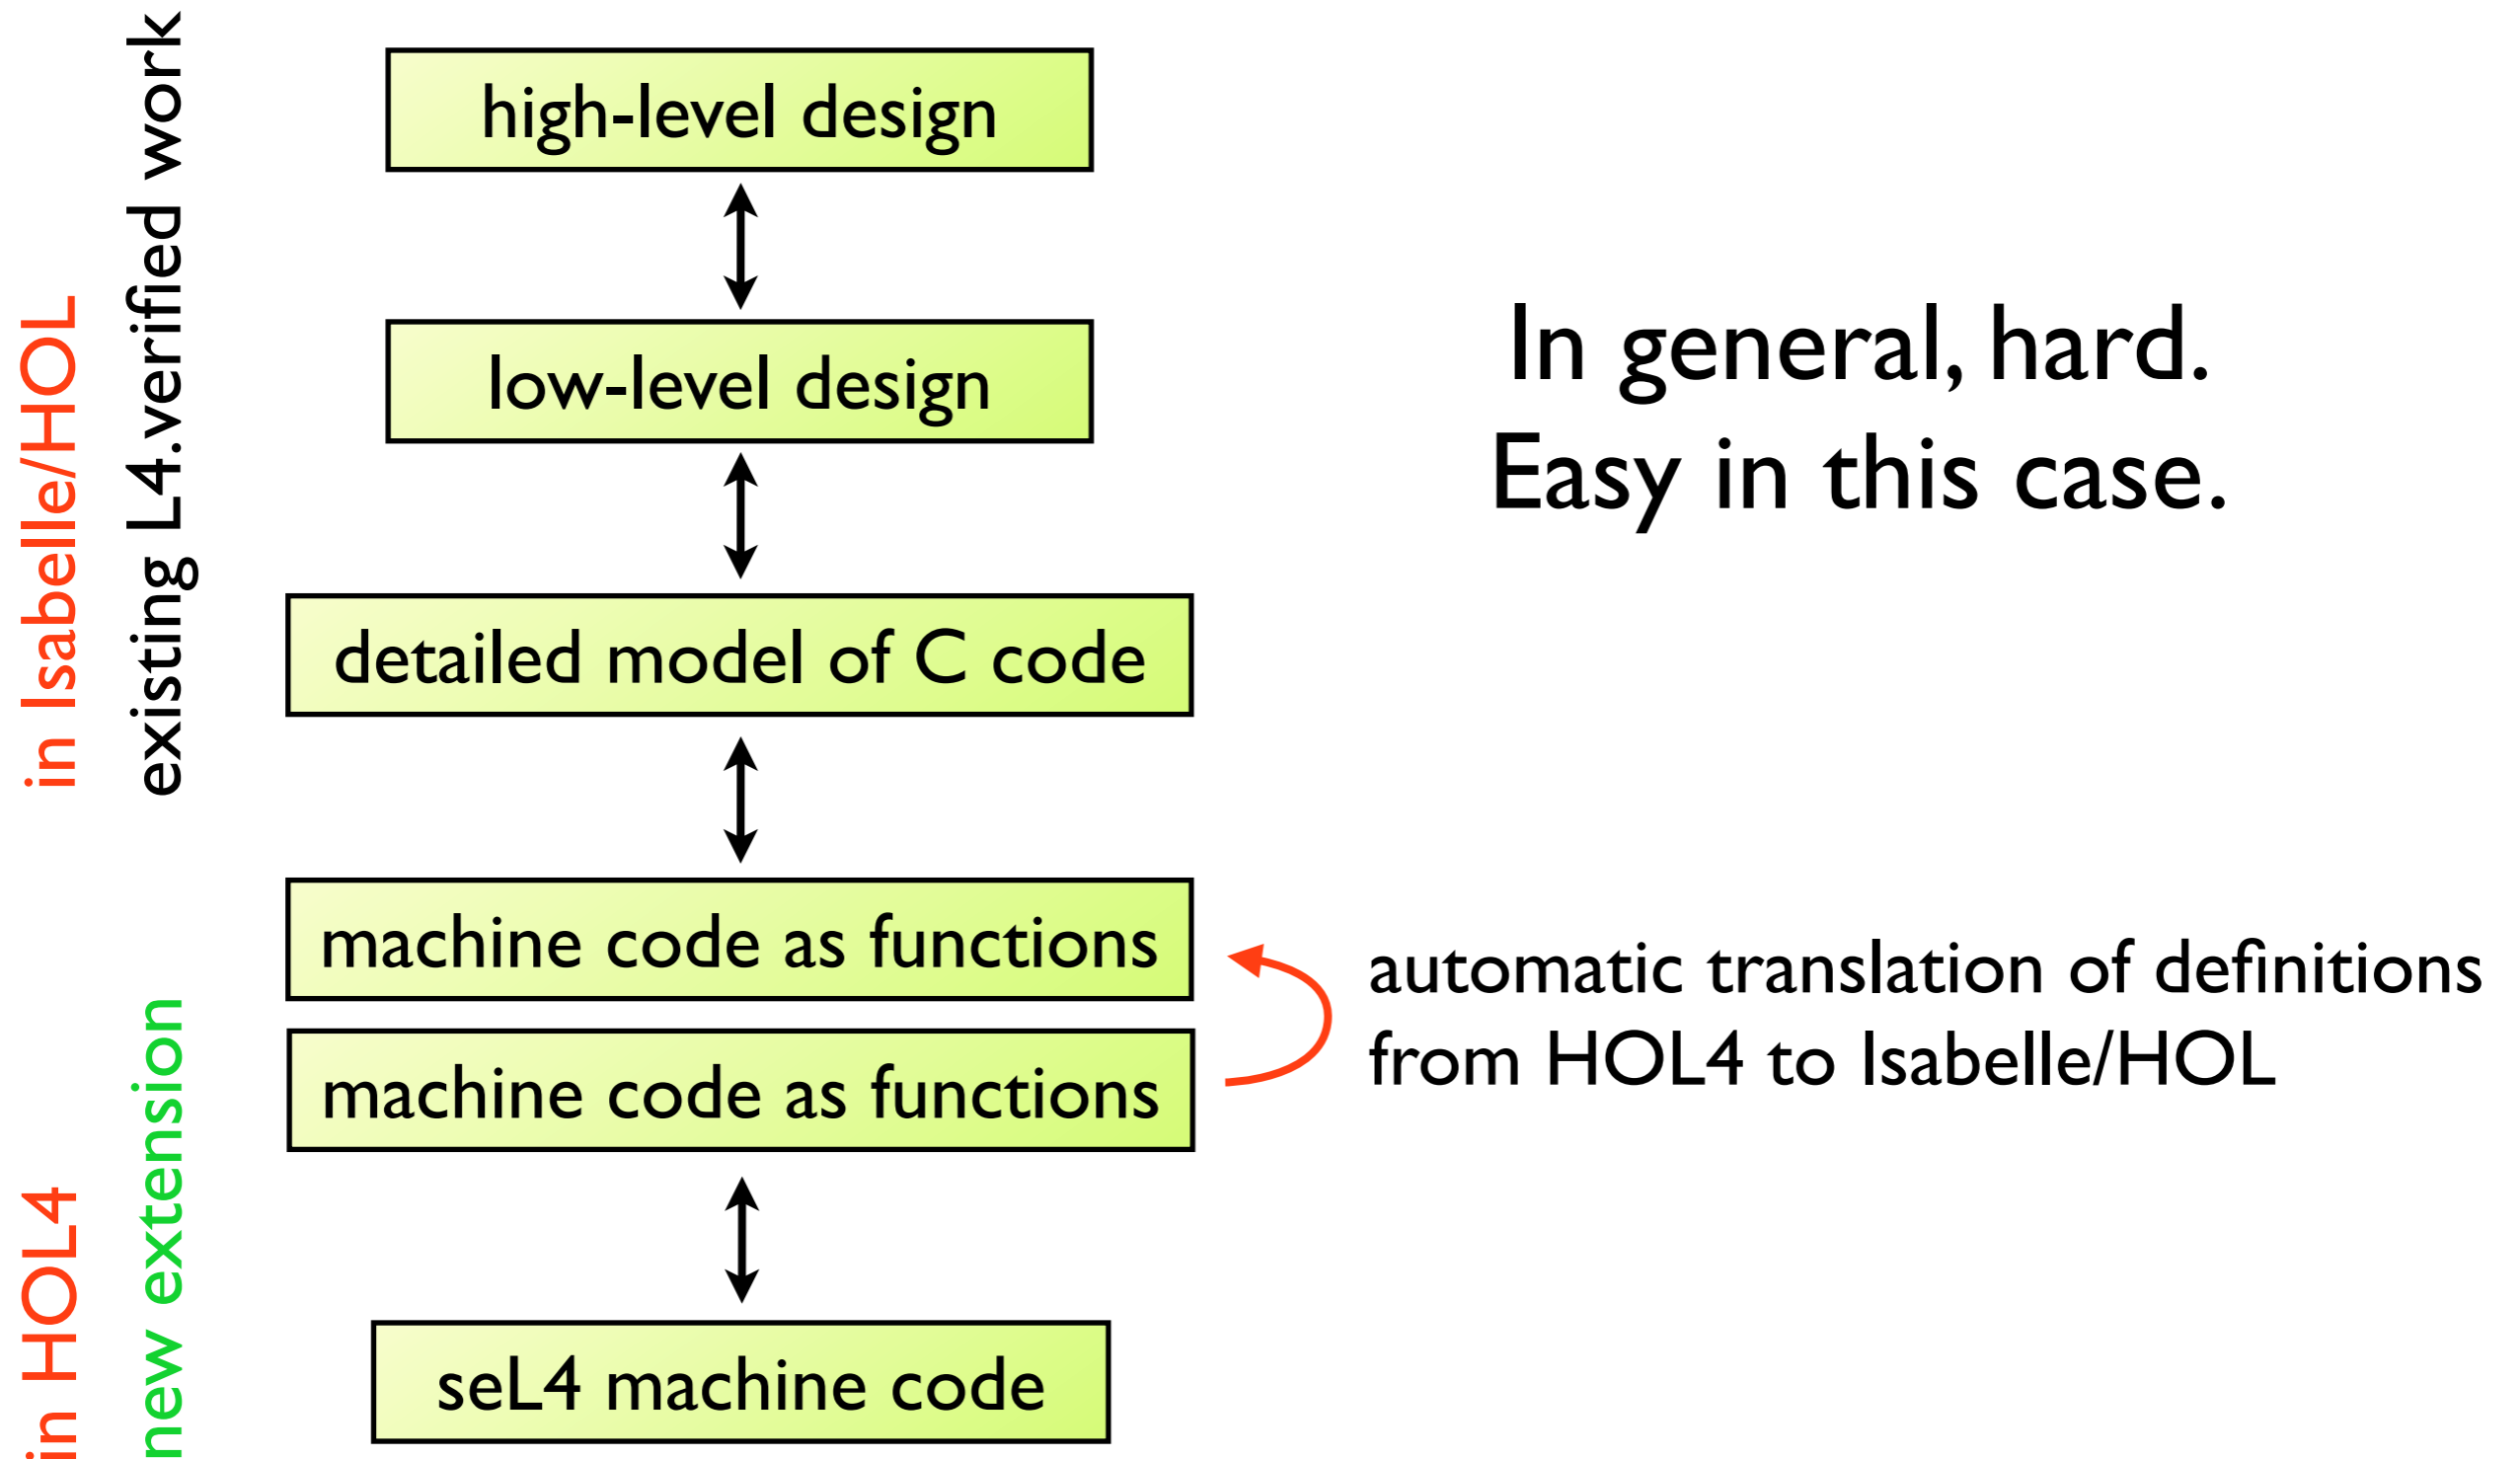 in Isabelle/HOL
existing L4.verified work
high-level design
low-level design
In general, hard.
Easy in this case.
detailed model of C code
machine code as functions
automatic translation of definitions
from HOL4 to Isabelle/HOL
machine code as functions
in HOL4
new extension
seL4 machine code